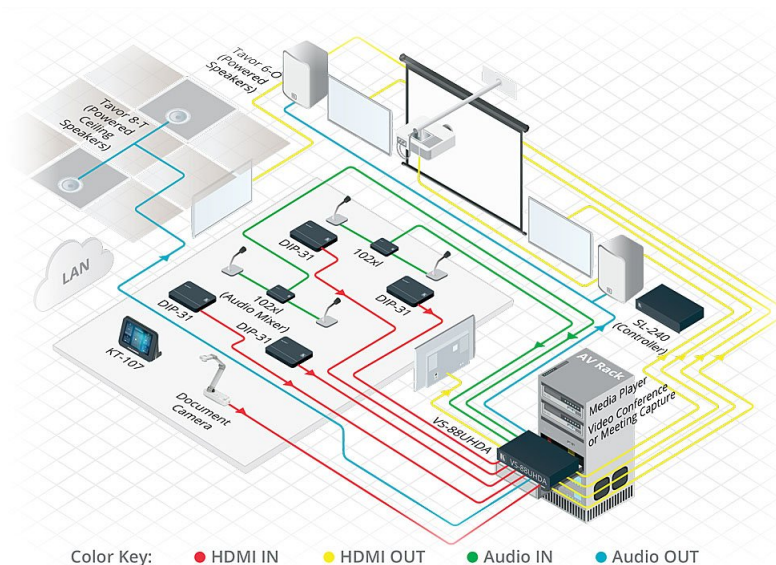 Tavor 6-O
(Powered
Speakers)
Tavor 8-T
(Powered
Ceiling
Speakers)
LAN
DIP-31
102xl
DIP-31
102xl
(Audio Mixer)
DIP-31
DIP-31
KT-107
Document
Camera
SL-240
(Controller)
AV Rack
Media Player
Video Conference
or Meeting Capture
VS-88UHDA
VS-88UHDA
Color Key:
HDMI IN
HDMI OUT
Audio IN
Audio OUT